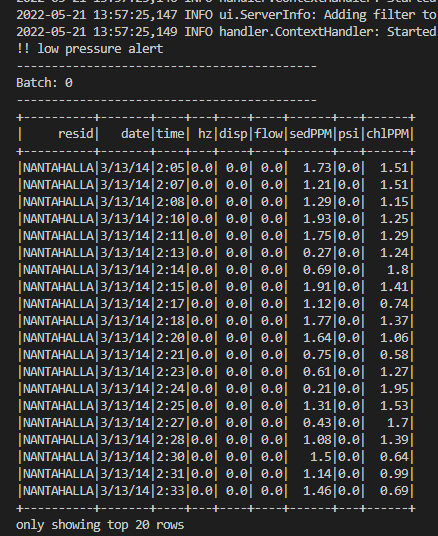 2022-05-21 13:57:25,147 INFO ui.ServerInfo: Adding filter to
2022-05-21 13:57:25,149 INFO handler.ContextHandler: Started
!! low pressure alert
-------------------------------------------
Batch: 0
-------------------------------------------
+----------+-------+----+---+----+----+------+---+------+
|     resid|   date|time| hz|disp|flow|sedPPM|psi|chlPPM|
+----------+-------+----+---+----+----+------+---+------+
|NANTAHALLA|3/13/14|2:05|0.0| 0.0| 0.0|  1.73|0.0|  1.51|
|NANTAHALLA|3/13/14|2:07|0.0| 0.0| 0.0|  1.21|0.0|  1.51|
|NANTAHALLA|3/13/14|2:08|0.0| 0.0| 0.0|  1.29|0.0|  1.15|
|NANTAHALLA|3/13/14|2:10|0.0| 0.0| 0.0|  1.93|0.0|  1.25|
|NANTAHALLA|3/13/14|2:11|0.0| 0.0| 0.0|  1.75|0.0|  1.29|
|NANTAHALLA|3/13/14|2:13|0.0| 0.0| 0.0|  0.27|0.0|  1.24|
|NANTAHALLA|3/13/14|2:14|0.0| 0.0| 0.0|  0.69|0.0|   1.8|
|NANTAHALLA|3/13/14|2:15|0.0| 0.0| 0.0|  1.91|0.0|  1.41|
|NANTAHALLA|3/13/14|2:17|0.0| 0.0| 0.0|  1.12|0.0|  0.74|
|NANTAHALLA|3/13/14|2:18|0.0| 0.0| 0.0|  1.77|0.0|  1.37|
|NANTAHALLA|3/13/14|2:20|0.0| 0.0| 0.0|  1.64|0.0|  1.06|
|NANTAHALLA|3/13/14|2:21|0.0| 0.0| 0.0|  0.75|0.0|  0.58|
|NANTAHALLA|3/13/14|2:23|0.0| 0.0| 0.0|  0.61|0.0|  1.27|
|NANTAHALLA|3/13/14|2:24|0.0| 0.0| 0.0|  0.21|0.0|  1.95|
|NANTAHALLA|3/13/14|2:25|0.0| 0.0| 0.0|  1.31|0.0|  1.53|
|NANTAHALLA|3/13/14|2:27|0.0| 0.0| 0.0|  0.43|0.0|   1.7|
|NANTAHALLA|3/13/14|2:28|0.0| 0.0| 0.0|  1.08|0.0|  1.39|
|NANTAHALLA|3/13/14|2:30|0.0| 0.0| 0.0|   1.5|0.0|  0.64|
|NANTAHALLA|3/13/14|2:31|0.0| 0.0| 0.0|  1.14|0.0|  0.99|
|NANTAHALLA|3/13/14|2:33|0.0| 0.0| 0.0|  1.46|0.0|  0.69|
+----------+-------+----+---+----+----+------+---+------+
only showing top 20 rows